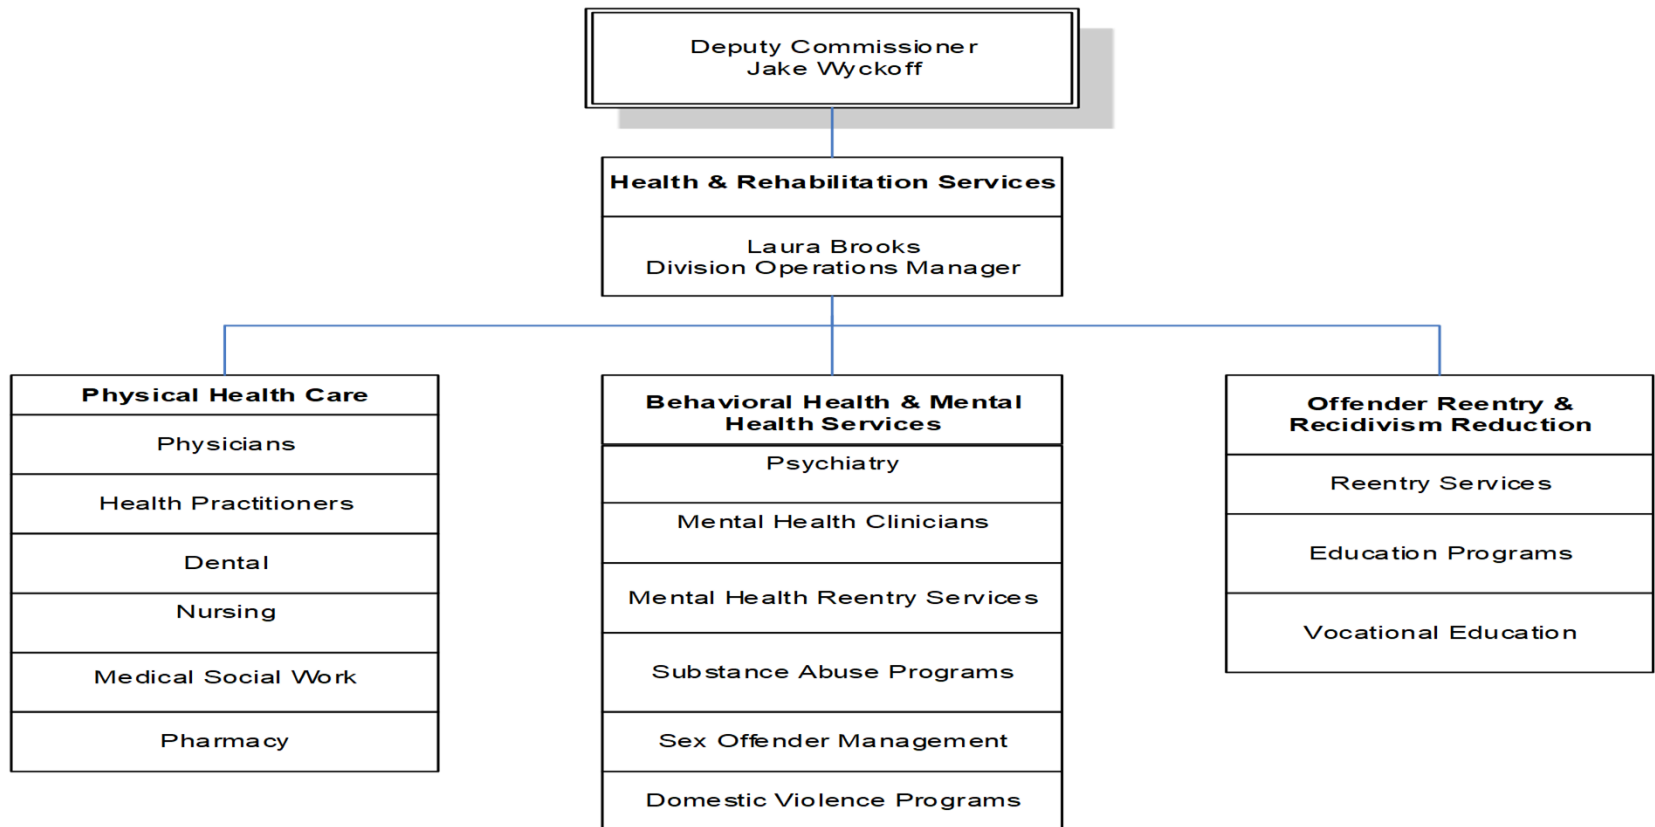 Deputy Commissioner
Jake Wyckoff
Health & Rehabilitation Services
Laura Brooks
Division Operations Manager
Physical Health Care
Physicians
Health Practitioners
Dental
Nursing
Medical Social Work
Pharmacy
Behavioral Health & Mental
Health Services
Psychiatry
Mental Health Clinicians
Mental Health Reentry Services
Substance Abuse Programs
Sex Offender Management
Domestic Violence Programs
Offender Reentry &
Recidivism Reduction
Reentry Services
Education Programs
Vocational Education